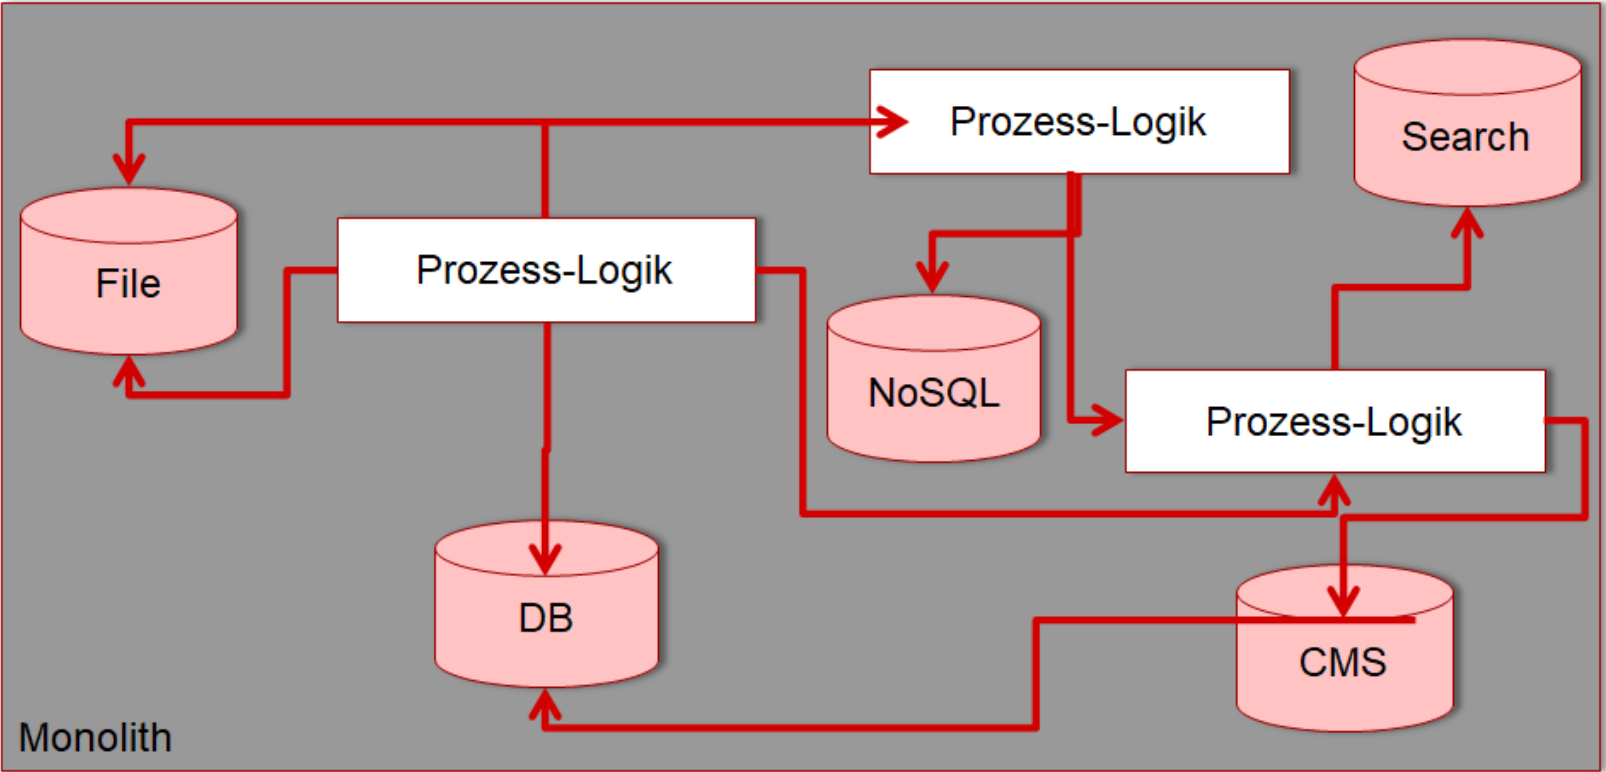 Prozess-Logik
Search
File
Prozess-Logik
NoSQL
Prozess-Logik
DB
CMS
Monolith